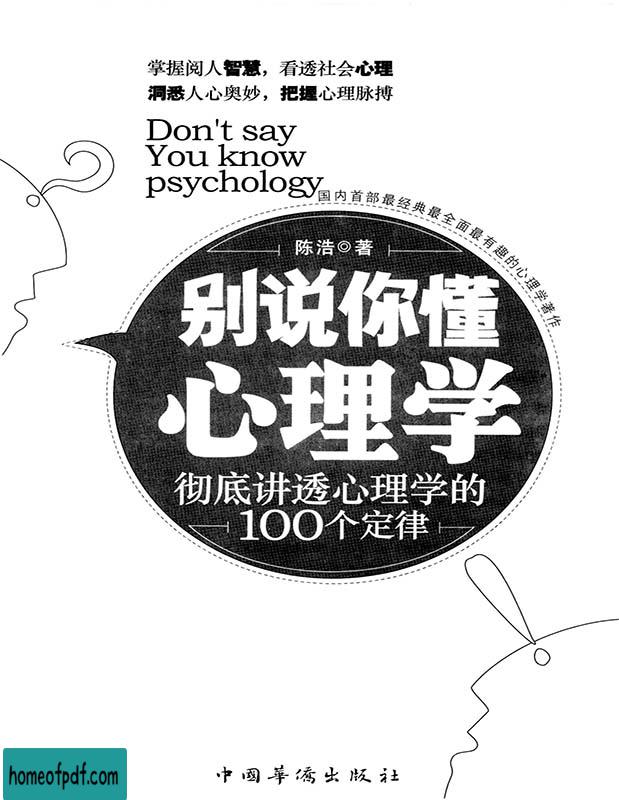 掌握阅人智慧，看透社会心理
洞悉人心奥妙，把握心理脉搏
Don't say
You know
psychology
国内首部最经典最全面最有趣的心理学著作
陈浩◎著
别说你懂
心理学
彻底讲透心理学的
100个定律
中國華僑出版社
homeofpdf.com